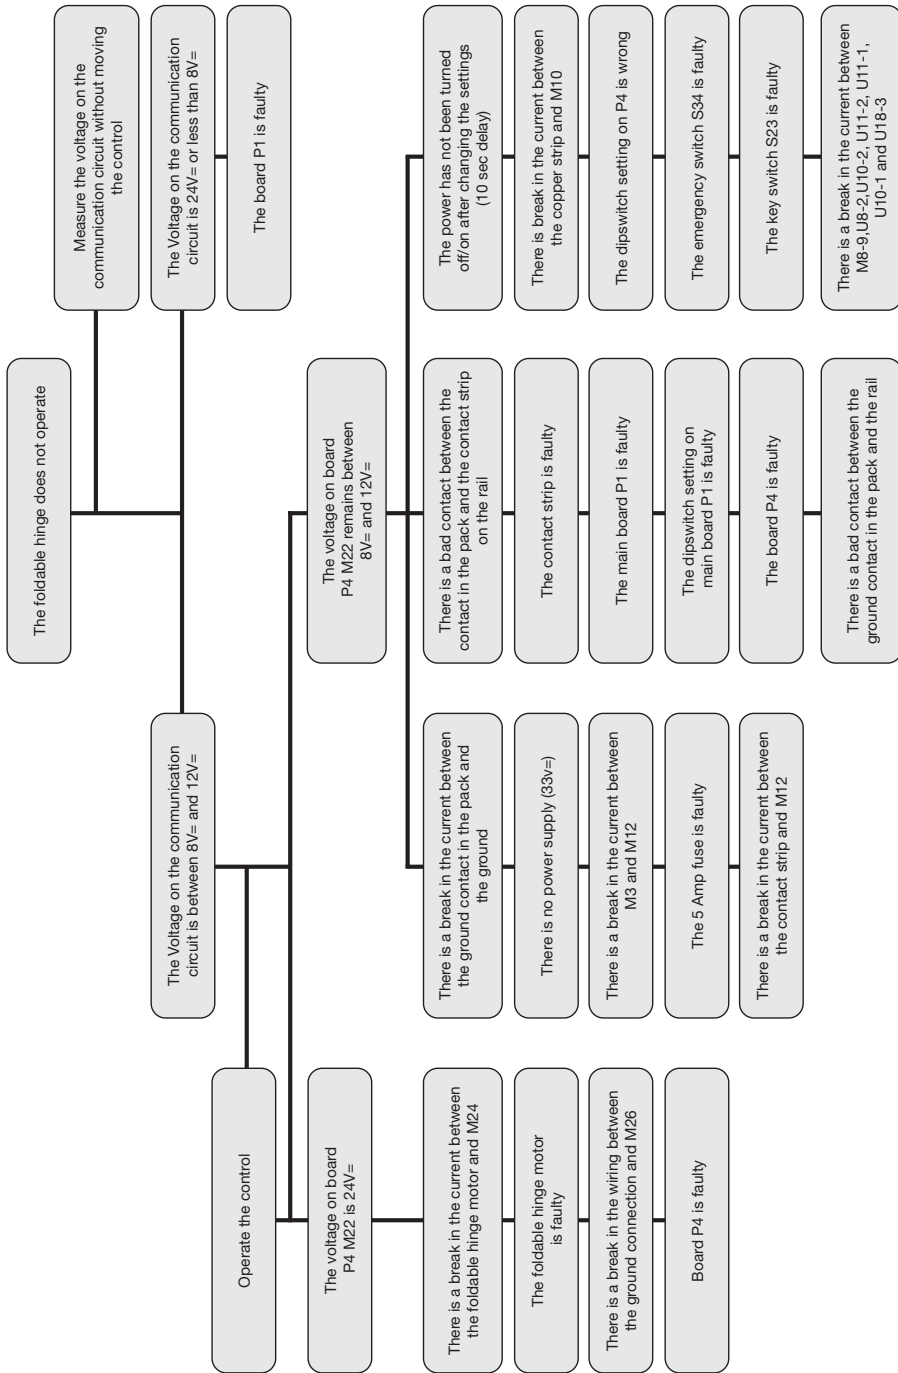 The foldable hinge does not operate
Measure the voltage on the
communication circuit without moving
the control
The Voltage on the communication
circuit is between 8V= and 12V=
The Voltage on the communication
circuit is 24V= or less than 8V=
Operate the control
The board P1 is faulty
The voltage on board
P4 M22 is 24V=
The voltage on board
P4 M22 remains between
8V= and 12V=
There is a break in the current between
the foldable hinge motor and M24
The foldable hinge motor
is faulty
There is a break in the wiring between
the ground connection and M26
Board P4 is faulty
There is a break in the current between
the ground contact in the pack and
the ground
There is no power supply (33v=)
There is a break in the current between
M3 and M12
The 5 Amp fuse is faulty
There is a break in the current between
the contact strip and M12
There is a bad contact between the
contact in the pack and the contact strip
on the rail
The contact strip is faulty
The main board P1 is faulty
The dipswitch setting on
main board P1 is faulty
The board P4 is faulty
There is a bad contact between the
ground contact in the pack and the rail
The power has not been turned
off/on after changing the settings
(10 sec delay)
There is break in the current between
the copper strip and M10
The dipswitch setting on P4 is wrong
The emergency switch S34 is faulty
The key switch S23 is faulty
There is a break in the current between
M8-9,U8-2,U10-2, U11-2, U11-1,
U10-1 and U18-3